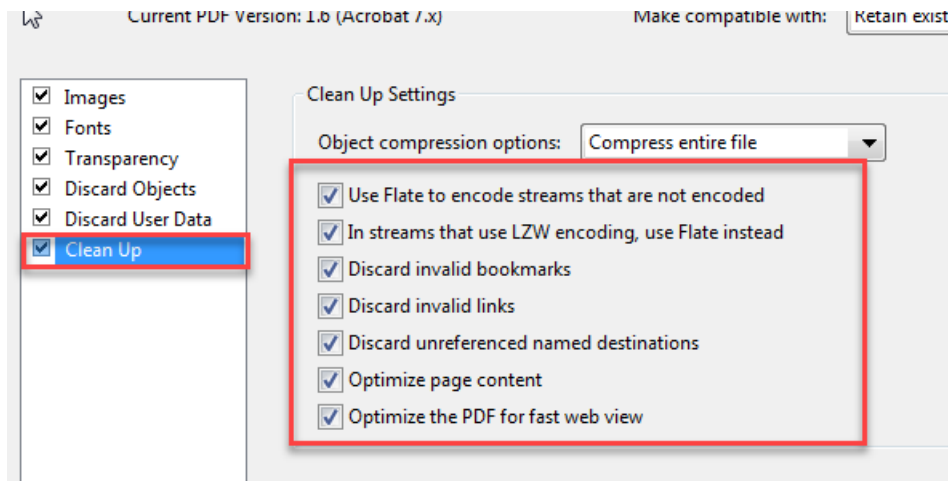 Current PDF Version: 1.6 (Acrobat 7.x) Make compatible with: Retain exist
Images
Fonts
Transparency
Discard Objects
Discard User Data
Clean Up
Clean Up Settings
Object compression options: Compress entire file
Use Flate to encode streams that are not encoded
In streams that use LZW encoding, use Flate instead
Discard invalid bookmarks
Discard invalid links
Discard unreferenced named destinations
Optimize page content
Optimize the PDF for fast web view